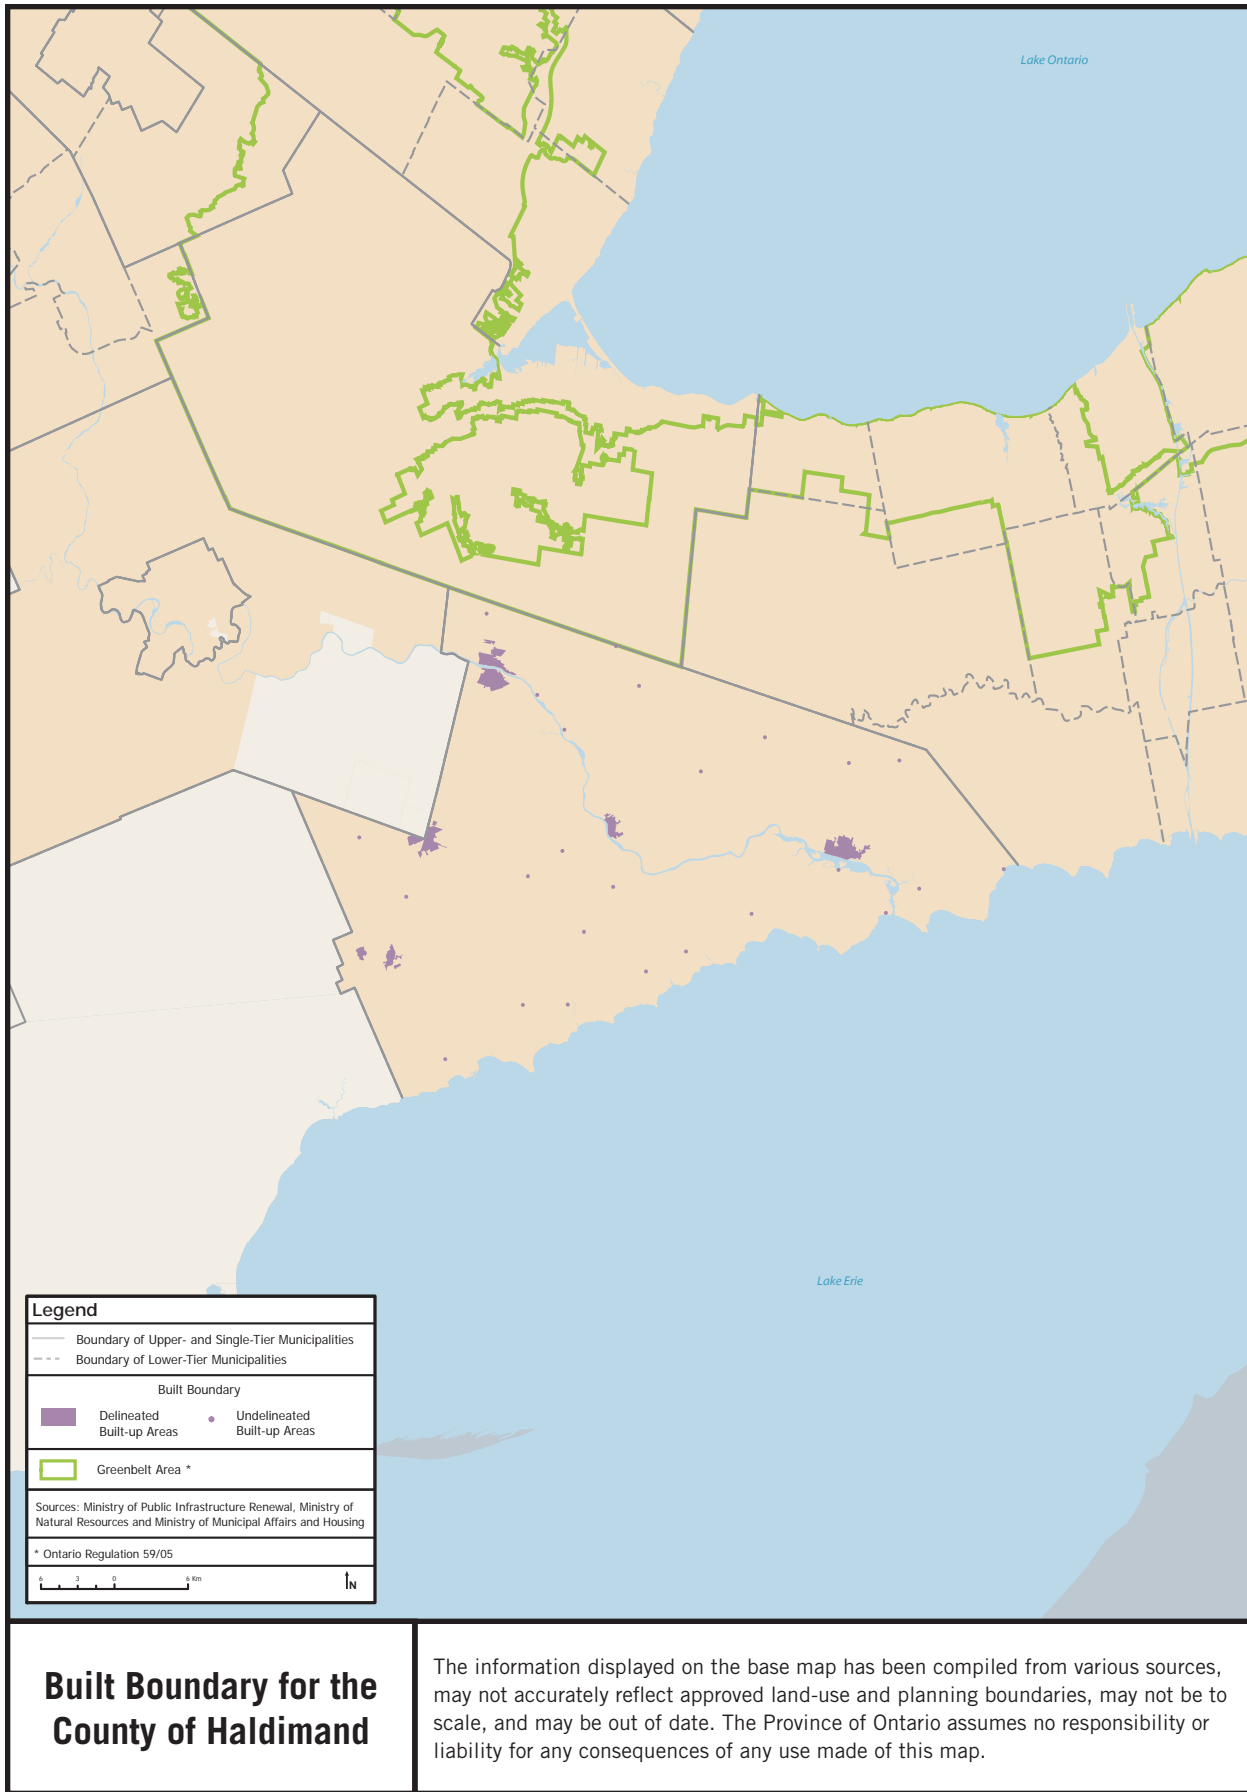 Lake Ontario
Lake Erie
Legend
Boundary of Upper- and Single-Tier Municipalities
Boundary of Lower-Tier Municipalities
Built Boundary
Delineated
Built-up Areas
Undelineated
Built-up Areas
Greenbelt Area *
Sources: Ministry of Public Infrastructure Renewal, Ministry of
Natural Resources and Ministry of Municipal Affairs and Housing
* Ontario Regulation 59/05
6 3 0 6 Km
N
Built Boundary for the
County of Haldimand
The information displayed on the base map has been compiled from various sources,
may not accurately reflect approved land-use and planning boundaries, may not be to
scale, and may be out of date. The Province of Ontario assumes no responsibility or
liability for any consequences of any use made of this map.